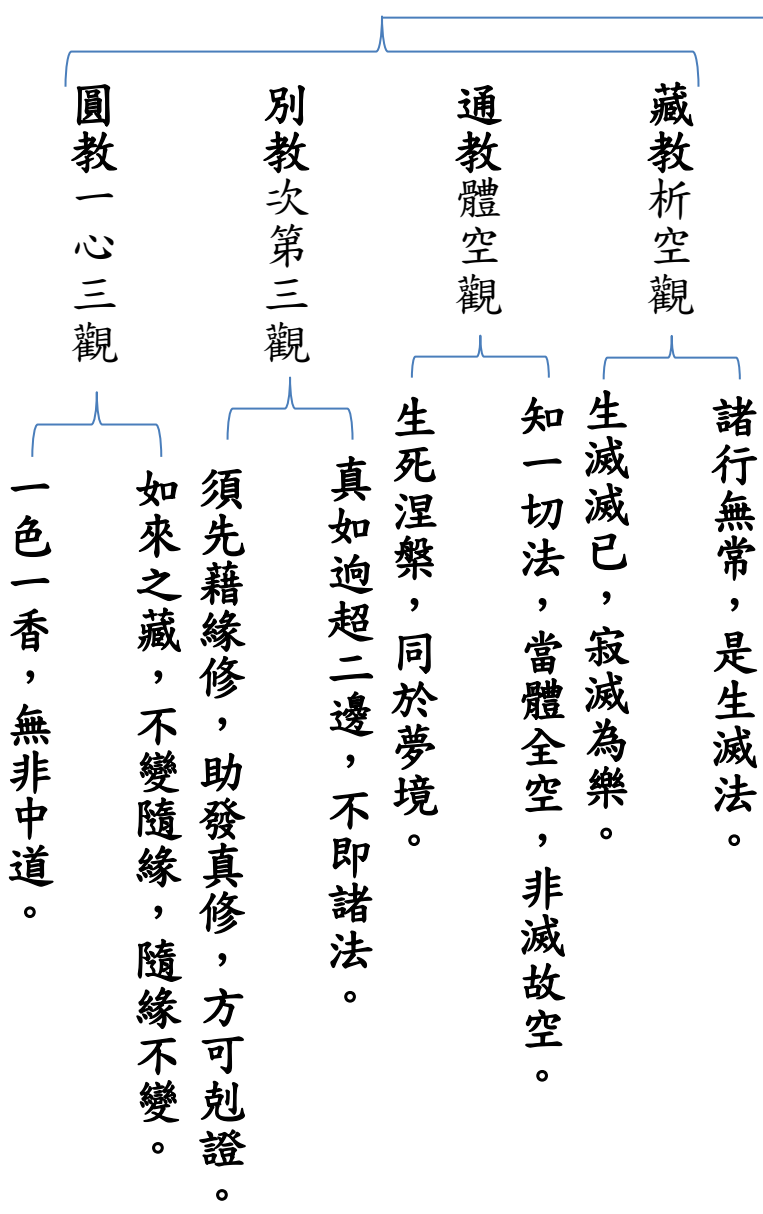 藏教析空觀
諸行無常，是生滅法。
生滅滅已，寂滅為樂。
通教體空觀
知一切法，當體全空，非滅故空。
生死涅槃，同於夢境。
別教次第三觀
真如逈超二邊，不即諸法。
須先藉緣修，助發真修，方可剋證。
圓教一心三觀
如來之藏，不變隨緣，隨緣不變。
一色一香，無非中道。